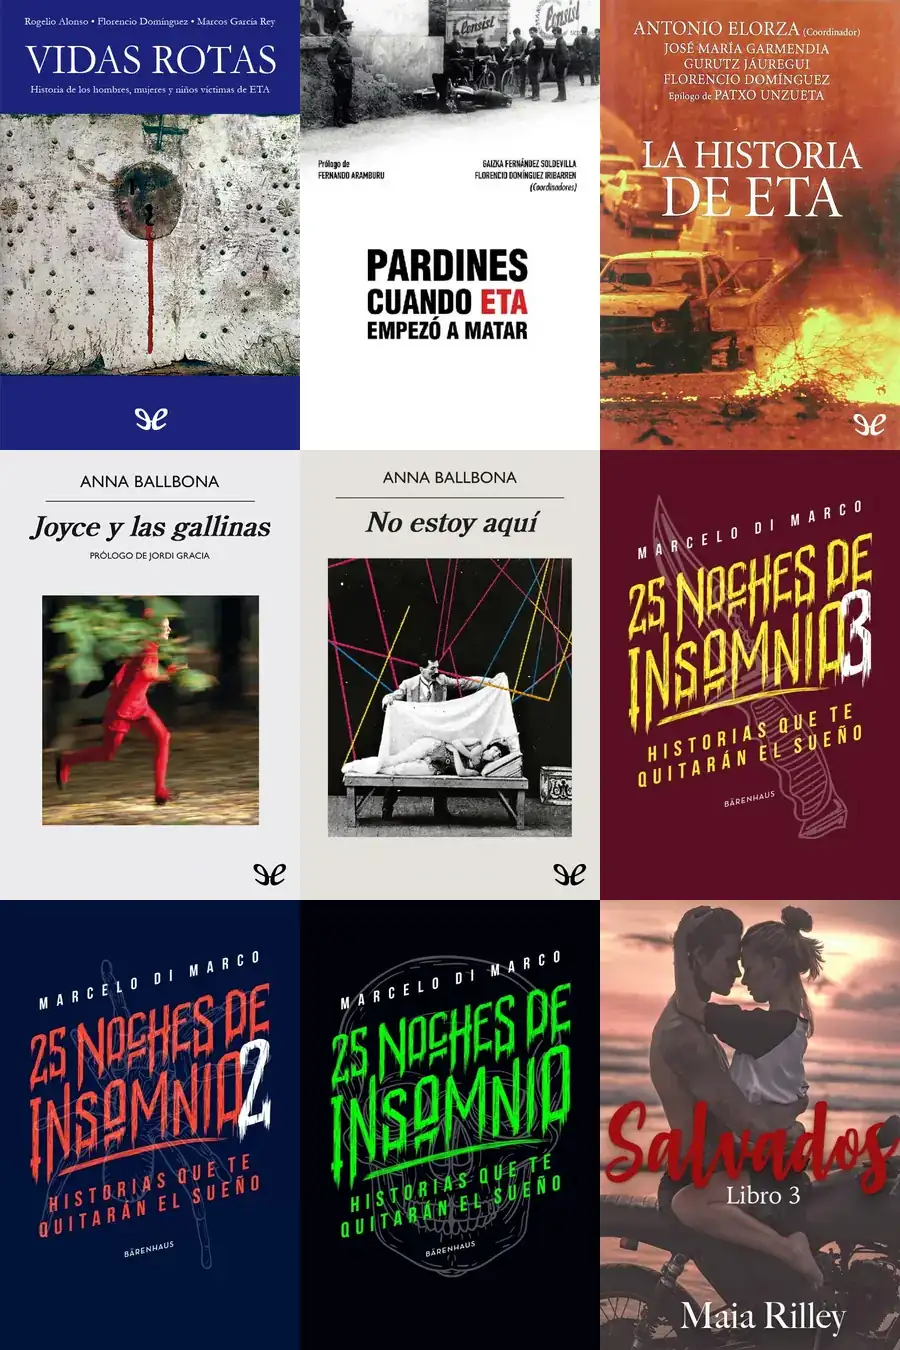 Rogelio Alonso • Florencio Domínguez • Marcos García Rey
VIDAS ROTAS
Historia de los hombres, mujeres y niños víctimas de ETA
Consisl
Consisl
Prólogo de
FERNANDO ARAMBURU
GAIZKA FERNÁNDEZ SOLDEVILLA
FLORENCIO DOMÍNGUEZ IRIBARREN
(Coordinadores)
PARDINES
CUANDO ETA
EMPEZÓ A MATAR
ANTONIO ELORZA (Coordinador)
JOSÉ MARÍA GARMENDIA
GURUTZ JÁUREGUI
FLORENCIO DOMÍNGUEZ
Epílogo de PATXO UNZUETA
LA HISTORIA
DE ETA
ANNA BALLBONA
Joyce y las gallinas
PRÓLOGO DE JORDI GRACIA
ANNA BALLBONA
No estoy aquí
MARCELO DI MARCO
25 NOCHES DE
INSOMNIO 3
HISTORIAS QUE TE
QUITARÁN EL SUEÑO
BÄRENHAUS
MARCELO DI MARCO
25 NOCHES DE
INSOMNIO 2
HISTORIAS QUE TE
QUITARÁN EL SUEÑO
BÄRENHAUS
MARCELO DI MARCO
25 NOCHES DE
INSOMNIO
HISTORIAS QUE TE
QUITARÁN EL SUEÑO
BÄRENHAUS
Salvados
Libro 3
Maia Rilley